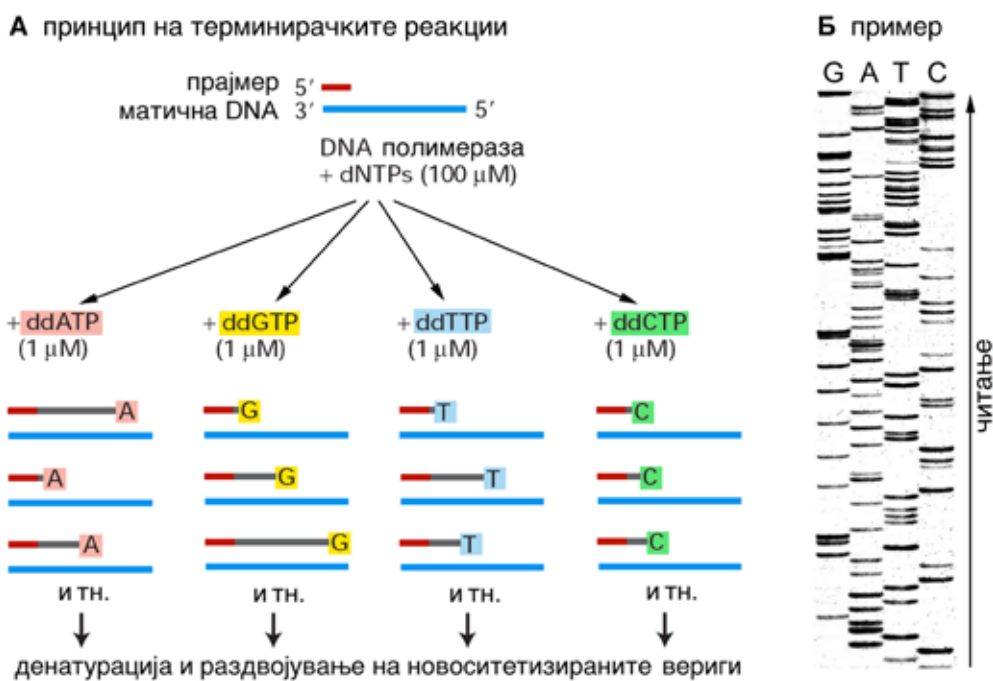 А принцип на терминирачките реакции
прајмер 5′
матична DNA 3′ 5′
DNA полимераза
+ dNTPs (100 µM)
+ ddATP
(1 µM)
+ ddGTP
(1 µM)
+ ddTTP
(1 µM)
+ ddCTP
(1 µM)
A G T C
A G T C
A G T C
и тн. и тн. и тн. и тн.
денатурација и раздвојување на новоситетизираните вериги
Б пример
G A T C
читање